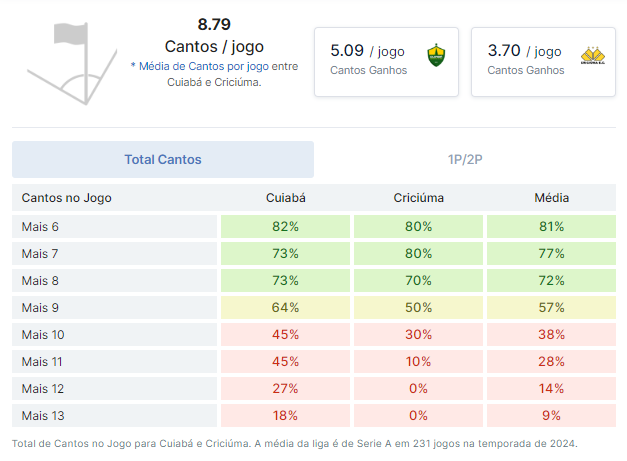 8.79
Cantos / jogo
* Média de Cantos por jogo entre
Cuiabá e Criciúma.
5.09 / jogo
Cantos Ganhos
3.70 / jogo
Cantos Ganhos
Total Cantos
1P/2P
Cantos no Jogo Cuiabá Criciúma Média
Mais 6 82% 80% 81%
Mais 7 73% 80% 77%
Mais 8 73% 70% 72%
Mais 9 64% 50% 57%
Mais 10 45% 30% 38%
Mais 11 45% 10% 28%
Mais 12 27% 0% 14%
Mais 13 18% 0% 9%
Total de Cantos no Jogo para Cuiabá e Criciúma. A média da liga é de Serie A em 231 jogos na temporada de 2024.